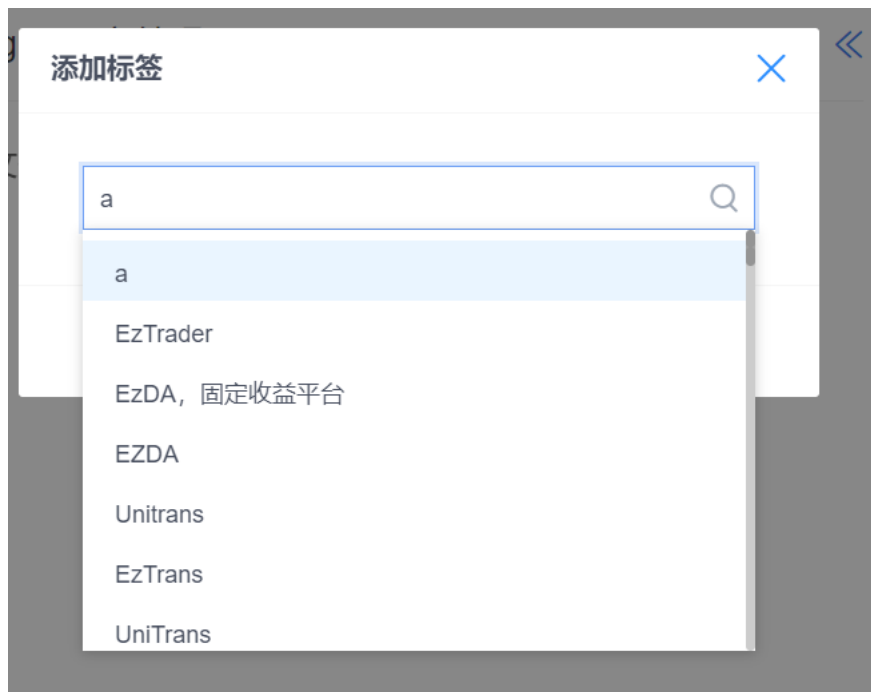 添加标签
a
a
EzTrader
EzDA，固定收益平台
EZDA
Unitrans
EzTrans
UniTrans